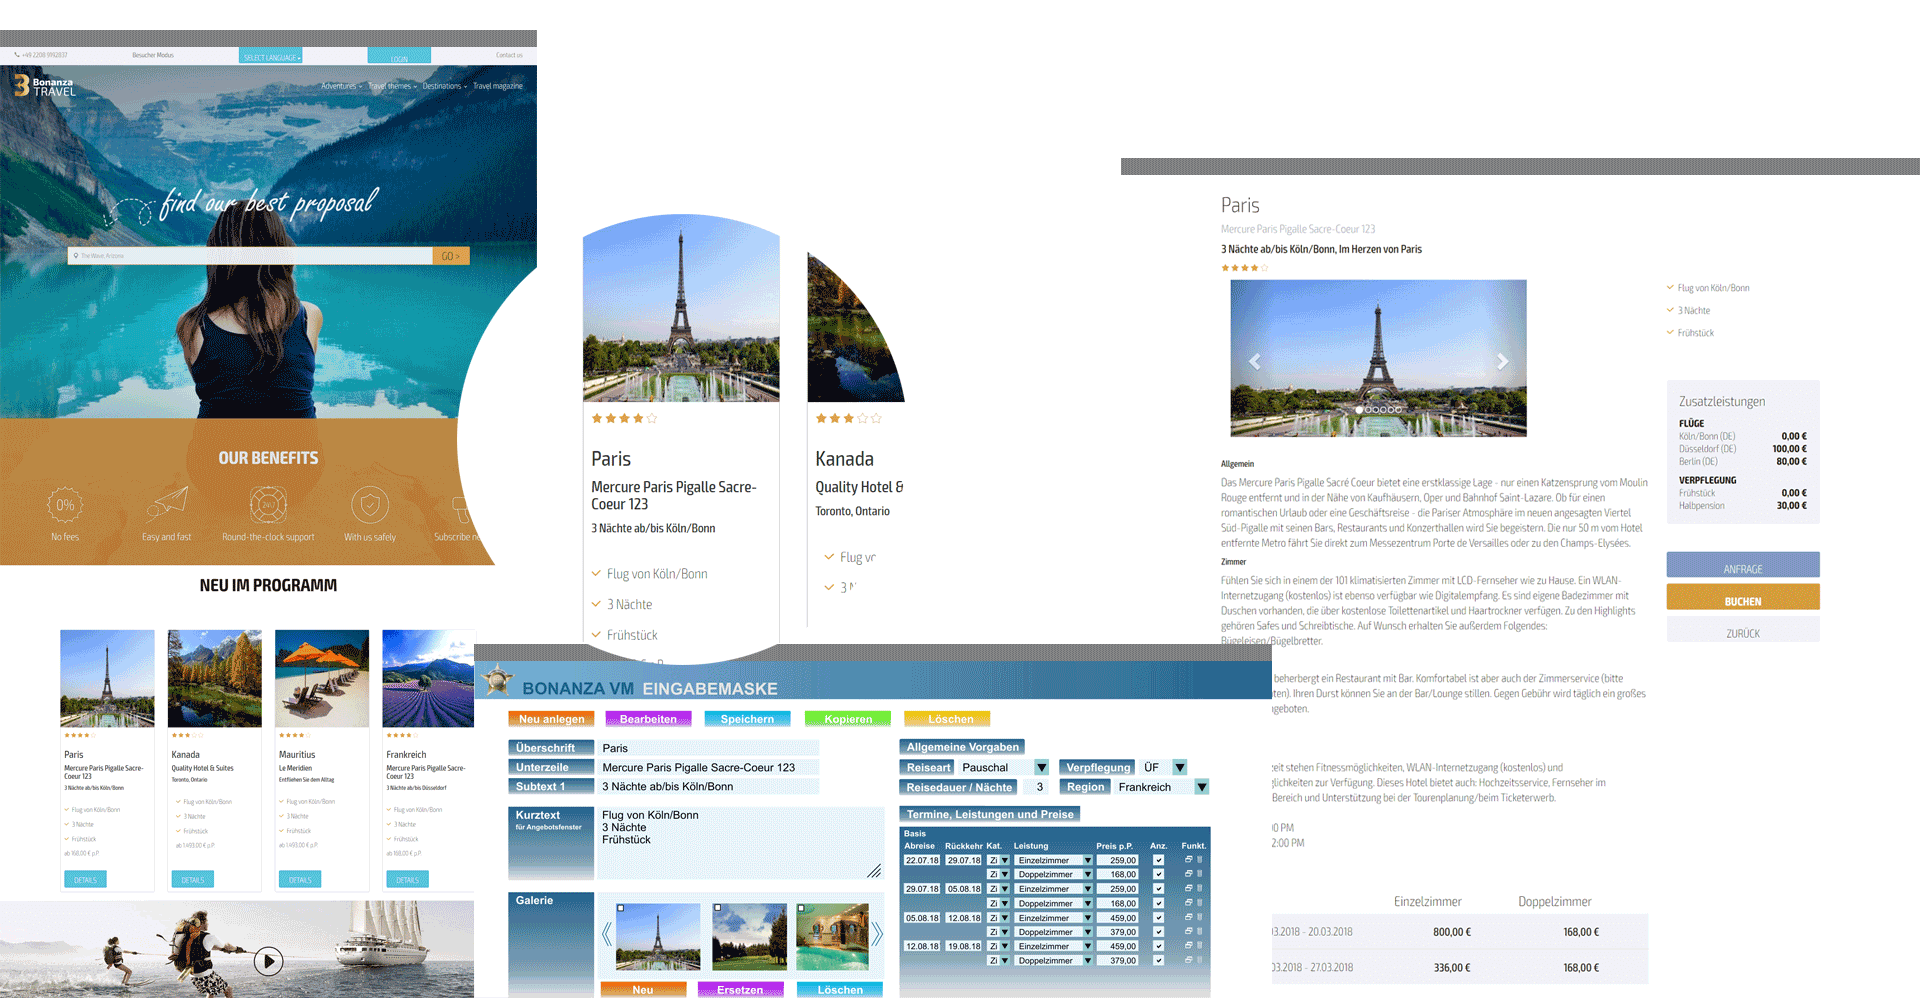 +49 2208 9192837
Besucher Modus
SELECT LANGUAGE
LOGIN
Contact us
Bonanza
TRAVEL
Adventures
Travel themes
Destinations
Travel magazine
find our best proposal
The Wave, Arizona
GO >
OUR BENEFITS
0%
24/7
No fees
Easy and fast
Round-the-clock support
With us safely
Subscribe
NEU IM PROGRAMM
Paris
Mercure Paris Pigalle Sacre-
Coeur 123
3 Nächte ab/bis Köln/Bonn
Flug von Köln/Bonn
3 Nächte
Frühstück
ab 168,00 € p.P.
DETAILS
Kanada
Quality Hotel & Suites
Toronto, Ontario
Flug von Köln/Bonn
3 Nächte
Frühstück
ab 1.493,00 € p.P.
DETAILS
Mauritius
Le Meridien
Entfliehen Sie dem Alltag
Flug von Köln/Bonn
3 Nächte
Frühstück
ab 1.493,00 € p.P.
DETAILS
Frankreich
Mercure Paris Pigalle Sacre-
Coeur 123
3 Nächte ab/bis Düsseldorf
Flug von Köln/Bonn
3 Nächte
Frühstück
ab 168,00 € p.P.
DETAILS
Paris
Mercure Paris Pigalle Sacre-
Coeur 123
3 Nächte ab/bis Köln/Bonn
Flug von Köln/Bonn
3 Nächte
Frühstück
Kanada
Quality Hotel &
Toronto, Ontario
Flug
3
BONANZA VM EINGABEMASKE
Neu anlegen
Bearbeiten
Speichern
Kopieren
Löschen
Überschrift Paris
Unterzeile Mercure Paris Pigalle Sacre-Coeur 123
Subtext 1 3 Nächte ab/bis Köln/Bonn
Kurztext
für Angebotsfenster
Flug von Köln/Bonn
3 Nächte
Frühstück
Galerie
Neu
Ersetzen
Löschen
Allgemeine Vorgaben
Reiseart Pauschal Verpflegung ÜF
Reisedauer / Nächte 3 Region Frankreich
Termine, Leistungen und Preise
Basis
Abreise Rückkehr Kat. Leistung Preis p.P. Anz. Funkt.
22.07.18 29.07.18 Zi Einzelzimmer 259,00
Zi Doppelzimmer 168,00
29.07.18 05.08.18 Zi Einzelzimmer 259,00
Zi Doppelzimmer 168,00
05.08.18 12.08.18 Zi Einzelzimmer 459,00
Zi Doppelzimmer 379,00
12.08.18 19.08.18 Zi Einzelzimmer 459,00
Zi Doppelzimmer 379,00
Paris
Mercure Paris Pigalle Sacre-Coeur 123
3 Nächte ab/bis Köln/Bonn, Im Herzen von Paris
Flug von Köln/Bonn
3 Nächte
Frühstück
Zusatzleistungen
FLÜGE
Köln/Bonn (DE) 0,00 €
Düsseldorf (DE) 100,00 €
Berlin (DE) 80,00 €
VERPFLEGUNG
Frühstück 0,00 €
Halbpension 30,00 €
ANFRAGE
BUCHEN
ZURÜCK
Allgemein
Das Mercure Paris Pigalle Sacré Coeur bietet eine erstklassige Lage - nur einen Katzensprung vom Moulin
Rouge entfernt und in der Nähe von Kaufhäusern, Oper und Bahnhof Saint-Lazare. Ob für einen
romantischen Urlaub oder eine Geschäftsreise - die Pariser Atmosphäre im neuen angesagten Viertel
Süd-Pigalle mit seinen Bars, Restaurants und Konzerthallen wird Sie begeistern. Die nur 50 m vom Hotel
entfernte Metro fährt Sie direkt zum Messezentrum Porte de Versailles oder zu den Champs-Elysées.
Zimmer
Fühlen Sie sich in einem der 101 klimatisierten Zimmer mit LCD-Fernseher wie zu Hause. Ein WLAN-
Internetzugang (kostenlos) ist ebenso verfügbar wie Digitalempfang. Es sind eigene Badezimmer mit
Duschen vorhanden, die über kostenlose Toilettenartikel und Haartrockner verfügen. Zu den Highlights
gehören Safes und Schreibtische. Auf Wunsch erhalten Sie außerdem Folgendes:
Bügeleisen/Bügelbretter.
beherbergt ein Restaurant mit Bar. Komfortabel ist aber auch der Zimmerservice (bitte
Ihren Durst können Sie an der Bar/Lounge stillen. Gegen Gebühr wird täglich ein großes
ngeboten.
zeit stehen Fitnessmöglichkeiten, WLAN-Internetzugang (kostenlos) und
glichkeiten zur Verfügung. Dieses Hotel bietet auch: Hochzeitsservice, Fernseher im
Bereich und Unterstützung bei der Tourenplanung/beim Ticketerwerb.
00 PM
2:00 PM
Einzelzimmer Doppelzimmer
03.2018 - 20.03.2018 800,00 € 168,00 €
03.2018 - 27.03.2018 336,00 € 168,00 €